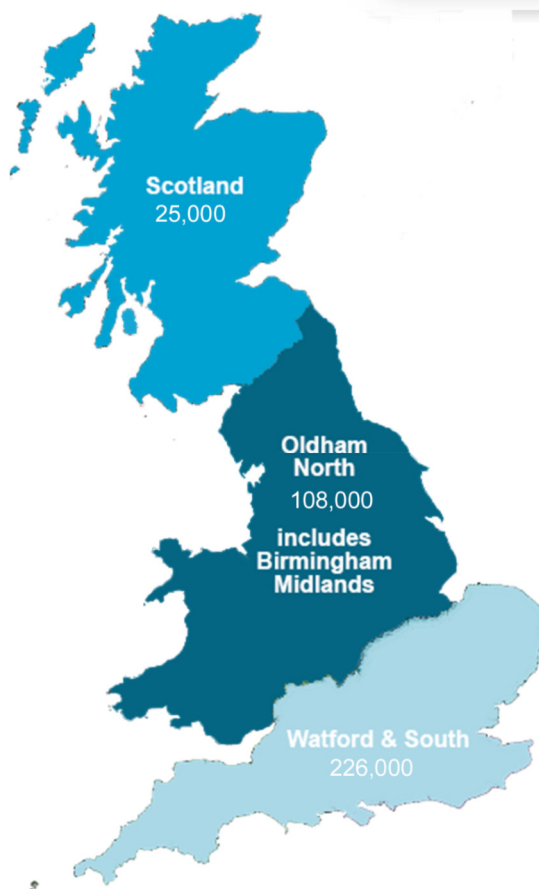 Scotland
25,000
Oldham
North
108,000
includes
Birmingham
Midlands
Watford & South
226,000